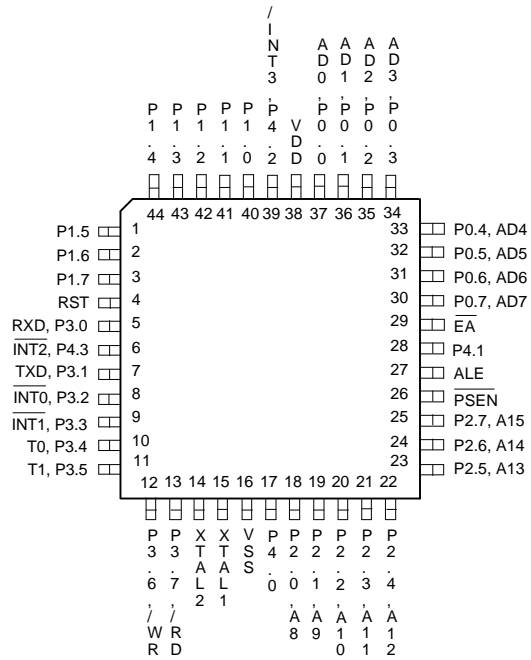 /INT3,P4.2
AD0,P0.0
AD1,P0.1
AD2,P0.2
AD3,P0.3
P1.4
P1.3
P1.2
P1.1
P1.0
VDD
44 43 42 41 40 39 38 37 36 35 34
P1.5 1
P1.6 2
P1.7 3
RST 4
RXD, P3.0 5
INT2, P4.3 6
TXD, P3.1 7
INT0, P3.2 8
INT1, P3.3 9
T0, P3.4 10
T1, P3.5 11
33 P0.4, AD4
32 P0.5, AD5
31 P0.6, AD6
30 P0.7, AD7
29 EA
28 P4.1
27 ALE
26 PSEN
25 P2.7, A15
24 P2.6, A14
23 P2.5, A13
12 13 14 15 16 17 18 19 20 21 22
P3.6,/WR
P3.7,/RD
XTAL2
XTAL1
VSS
P4.0
P2.0,A8
P2.1,A9
P2.2,A10
P2.3,A11
P2.4,A12